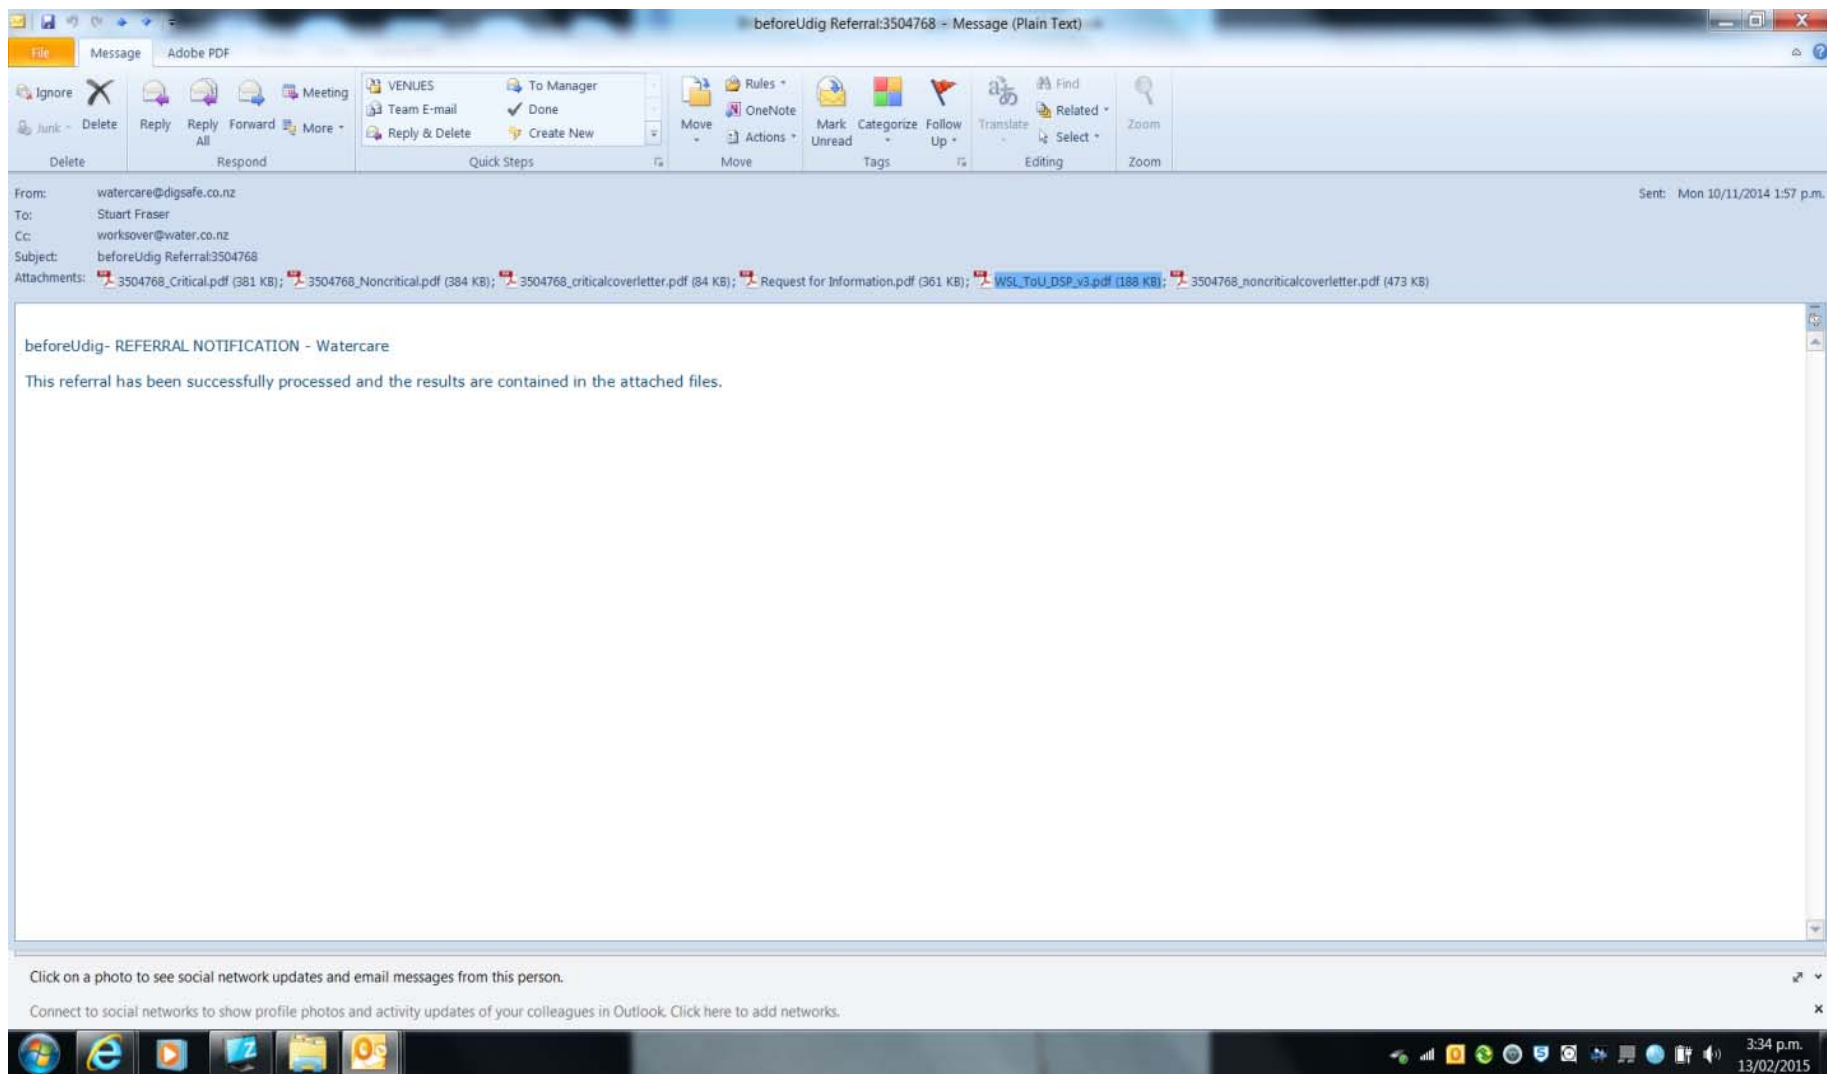 beforeUdig Referral:3504768 - Message (Plain Text)
File Message Adobe PDF
Ignore Delete Reply Reply All Forward Meeting VENUES To Manager Move Rules Mark Unread Categorize Follow Up Translate Find Zoom
Junk More Team E-mail Done OneNote Related
Reply & Delete Create New Actions Select
Delete Respond Quick Steps Move Tags Editing Zoom
From: watercare@digsafe.co.nz Sent: Mon 10/11/2014 1:57 p.m.
To: Stuart Fraser
Cc: worksover@water.co.nz
Subject: beforeUdig Referral:3504768
Attachments: 3504768_Critical.pdf (381 KB); 3504768_Noncritical.pdf (384 KB); 3504768_criticalcoverletter.pdf (84 KB); Request for Information.pdf (361 KB); WSL_ToU_DSP_v3.pdf (188 KB); 3504768_noncriticalcoverletter.pdf (473 KB)
beforeUdig- REFERRAL NOTIFICATION - Watercare
This referral has been successfully processed and the results are contained in the attached files.
Click on a photo to see social network updates and email messages from this person.
Connect to social networks to show profile photos and activity updates of your colleagues in Outlook. Click here to add networks.
3:34 p.m.
13/02/2015